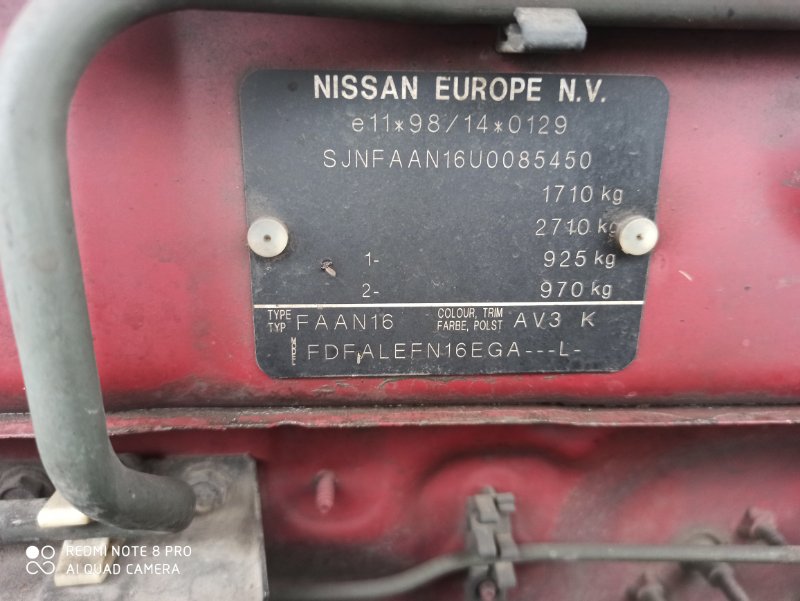 NISSAN EUROPE N.V.
e11*98/14*0129
SJNFAAN16U0085450
1710 kg
2710 kg
1- 925 kg
2- 970 kg
TYPE TYP FAAN16 COLOUR, TRIM FARBE, POLST AV3 K
FDFALEFN16EGA---L-
REDMI NOTE 8 PRO
AI QUAD CAMERA